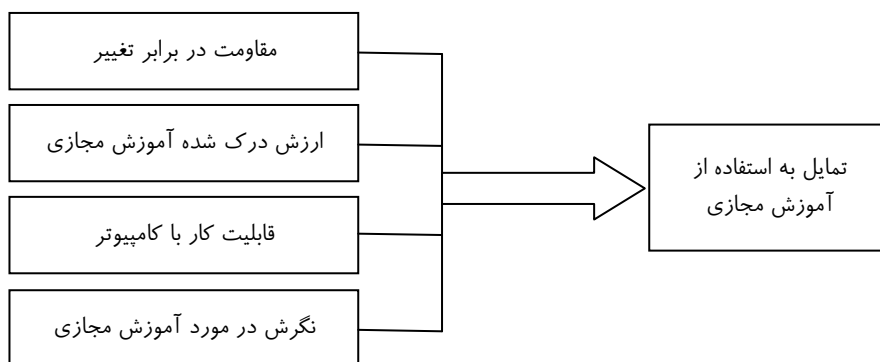 مقاومت در برابر تغییر
ارزش درک شده آموزش مجازی
قابلیت کار با کامپیوتر
نگرش در مورد آموزش مجازی
تمایل به استفاده از
آموزش مجازی